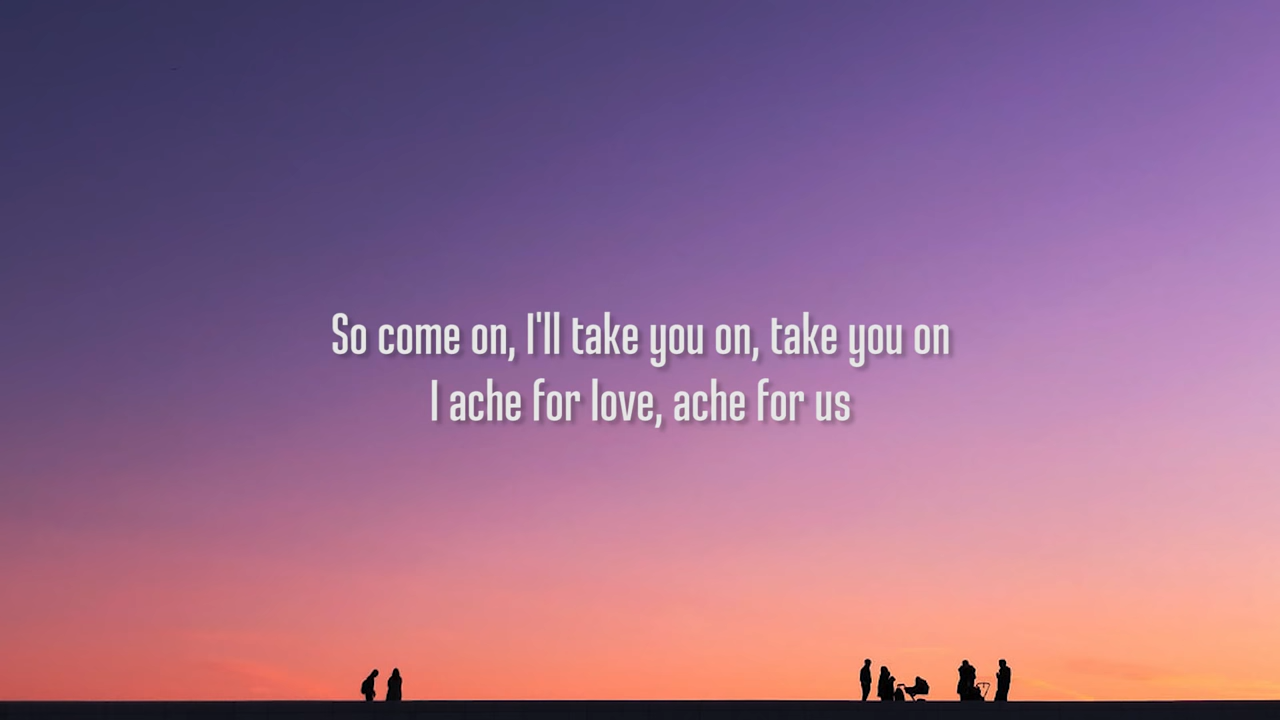 So come on, I'll take you on, take you on
I ache for love, ache for us